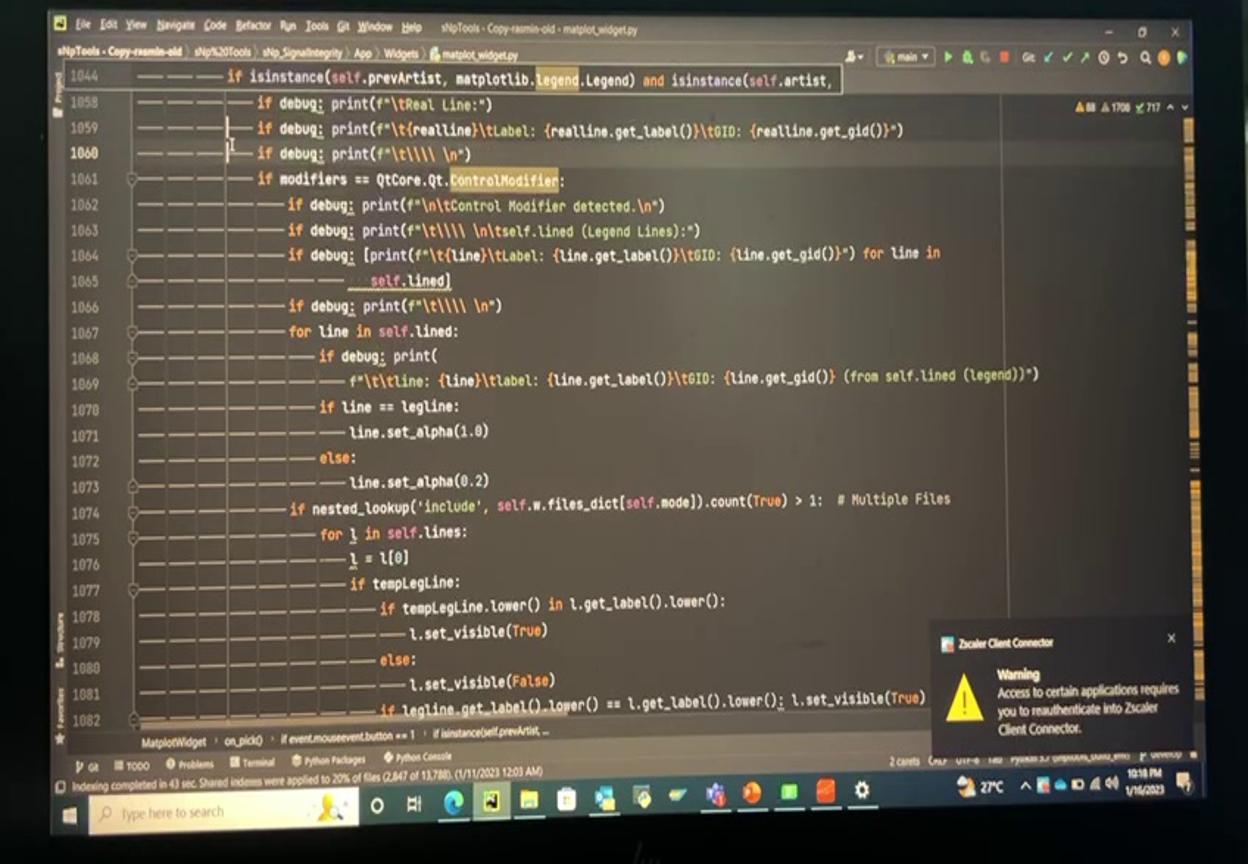 File Edit View Navigate Code Refactor Run Tools Git Window Help sNpTools - Copy-rasmin-old - matplot_widget.py
sNpTools - Copy-rasmin-old › sNp%20Tools › sNp_SignalIntegrity › App › Widgets › matplot_widget.py
main Git:
Project
1044 if isinstance(self.prevArtist, matplotlib.legend.Legend) and isinstance(self.artist,
88 1708 717
1058 if debug: print(f"\tReal Line:")
1059 if debug: print(f"\t{realline}\tLabel: {realline.get_label()}\tGID: {realline.get_gid()}")
1060 if debug: print(f"\t\\\\ \n")
1061 if modifiers == QtCore.Qt.ControlModifier:
1062 if debug: print(f"\n\tControl Modifier detected.\n")
1063 if debug: print(f"\t\\\\ \n\tself.lined (Legend Lines):")
1064 if debug: [print(f"\t{line}\tLabel: {line.get_label()}\tGID: {line.get_gid()}") for line in
1065 self.lined]
1066 if debug: print(f"\t\\\\ \n")
1067 for line in self.lined:
1068 if debug: print(
1069 f"\t\tline: {line}\tlabel: {line.get_label()}\tGID: {line.get_gid()} (from self.lined (legend))")
1070 if line == legline:
1071 line.set_alpha(1.0)
1072 else:
1073 line.set_alpha(0.2)
1074 if nested_lookup('include', self.w.files_dict[self.mode]).count(True) > 1: # Multiple Files
1075 for l in self.lines:
1076 l = l[0]
1077 if tempLegLine:
1078 if tempLegLine.lower() in l.get_label().lower():
1079 l.set_visible(True)
1080 else:
1081 l.set_visible(False)
1082 if legline.get_label().lower() == l.get_label().lower(): l.set_visible(True)
Structure
Favorites
Zscaler Client Connector
Warning
Access to certain applications requires
you to reauthenticate into Zscaler
Client Connector.
MatplotWidget › on_pick() › if event.mouseevent.button == 1 › if isinstance(self.prevArtist, ...
Git TODO Problems Terminal Python Packages Python Console
Indexing completed in 43 sec. Shared indexes were applied to 20% of files (2,847 of 13,788). (1/11/2023 12:03 AM)
2 carets CRLF UTF-8
Type here to search
27°C
10:18 PM
1/16/2023